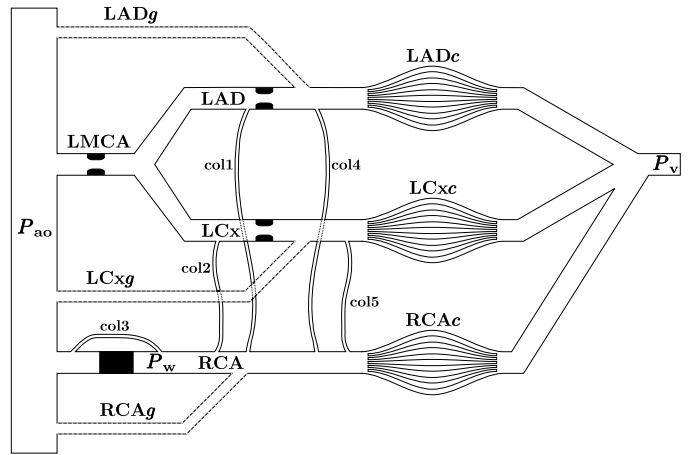 LADg
LADc
LAD
LMCA
col1
col4
Pv
LCxc
Pao
LCx
col2
LCxg
col5
col3
RCAc
Pw
RCA
RCAg